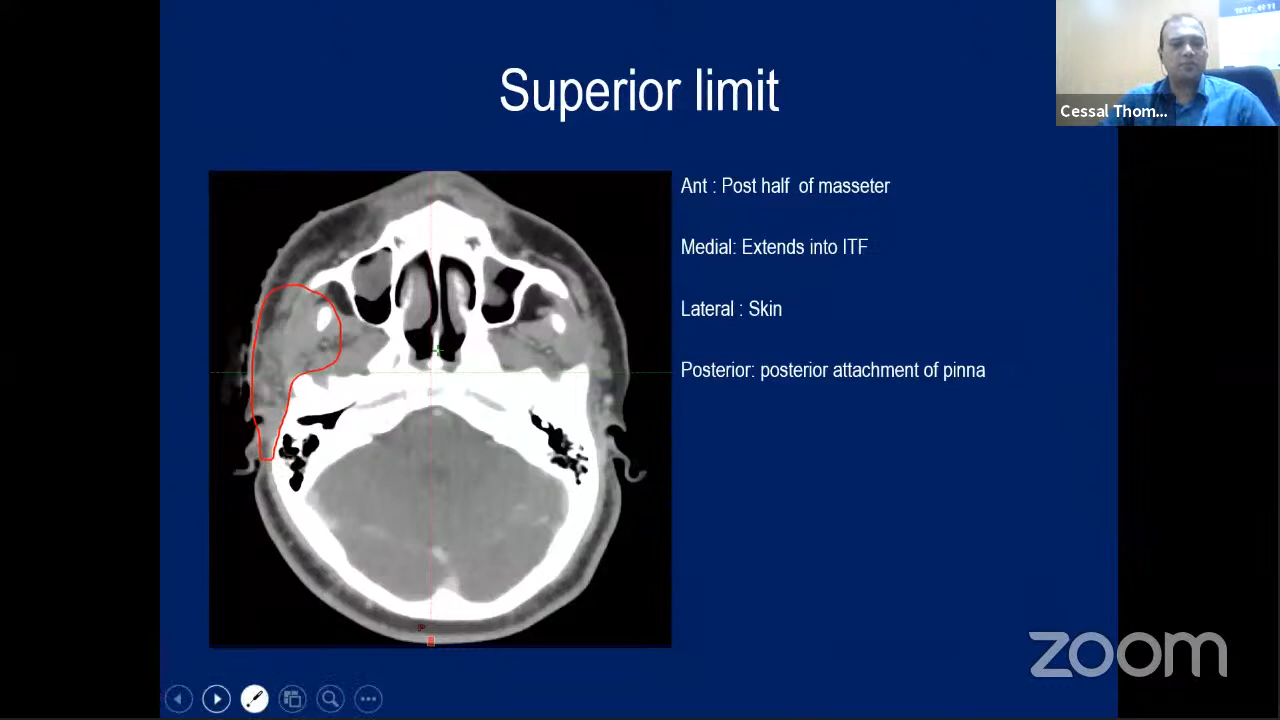 Superior limit
Cessal Thom...
Ant : Post half of masseter
Medial: Extends into ITF
Lateral : Skin
Posterior: posterior attachment of pinna
P
zoom